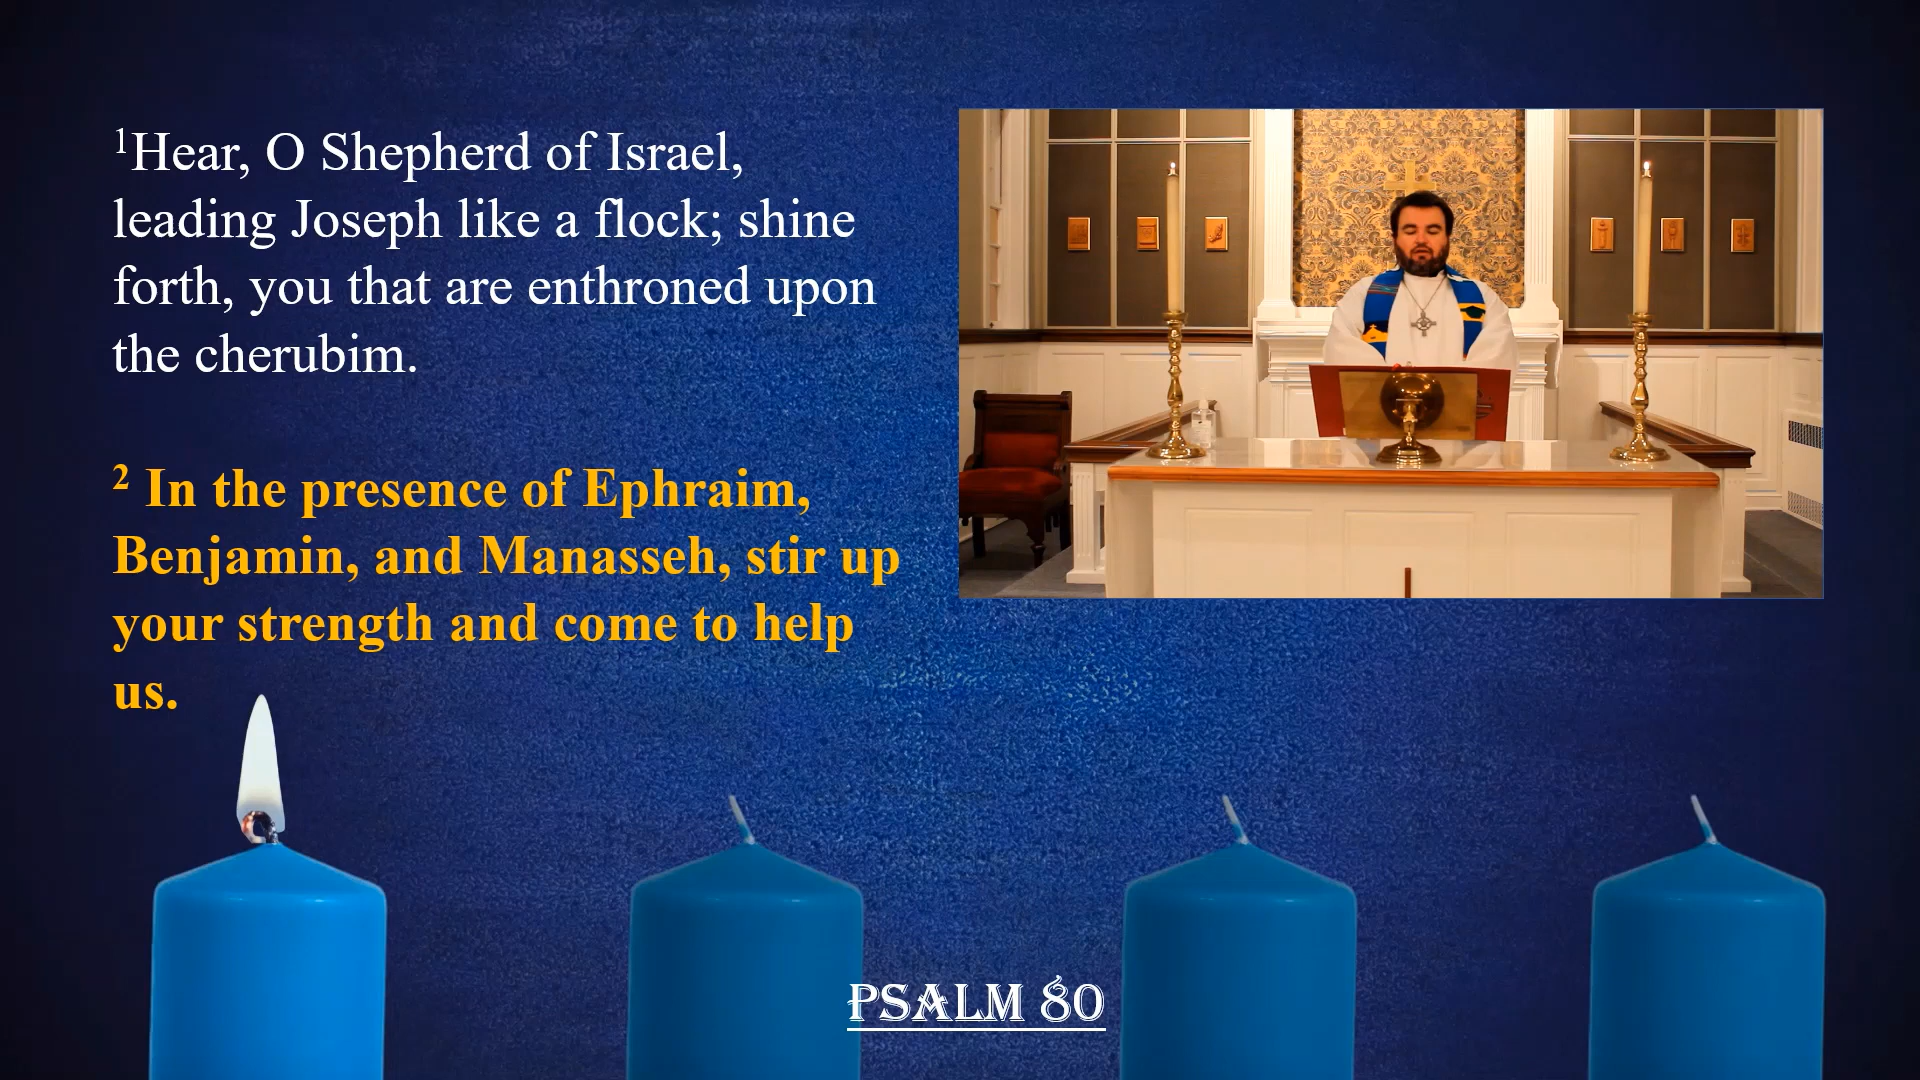 ¹Hear, O Shepherd of Israel,
leading Joseph like a flock; shine
forth, you that are enthroned upon
the cherubim.
² In the presence of Ephraim,
Benjamin, and Manasseh, stir up
your strength and come to help
us.
PSALM 80